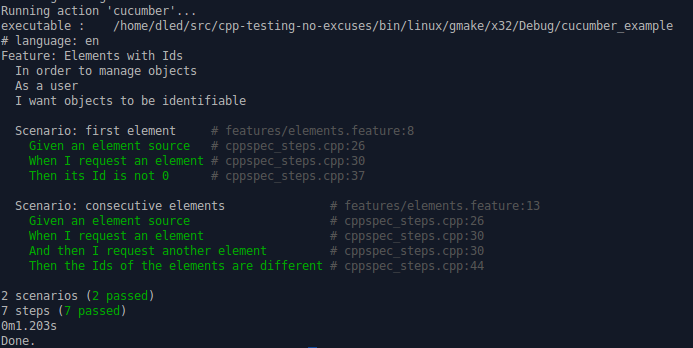 Running action 'cucumber'...
executable :    /home/dled/src/cpp-testing-no-excuses/bin/linux/gmake/x32/Debug/cucumber_example
# language: en
Feature: Elements with Ids
  In order to manage objects
  As a user
  I want objects to be identifiable

  Scenario: first element     # features/elements.feature:8
    Given an element source   # cppspec_steps.cpp:26
    When I request an element # cppspec_steps.cpp:30
    Then its Id is not 0      # cppspec_steps.cpp:37

  Scenario: consecutive elements               # features/elements.feature:13
    Given an element source                    # cppspec_steps.cpp:26
    When I request an element                  # cppspec_steps.cpp:30
    And then I request another element         # cppspec_steps.cpp:30
    Then the Ids of the elements are different # cppspec_steps.cpp:44

2 scenarios (2 passed)
7 steps (7 passed)
0m1.203s
Done.